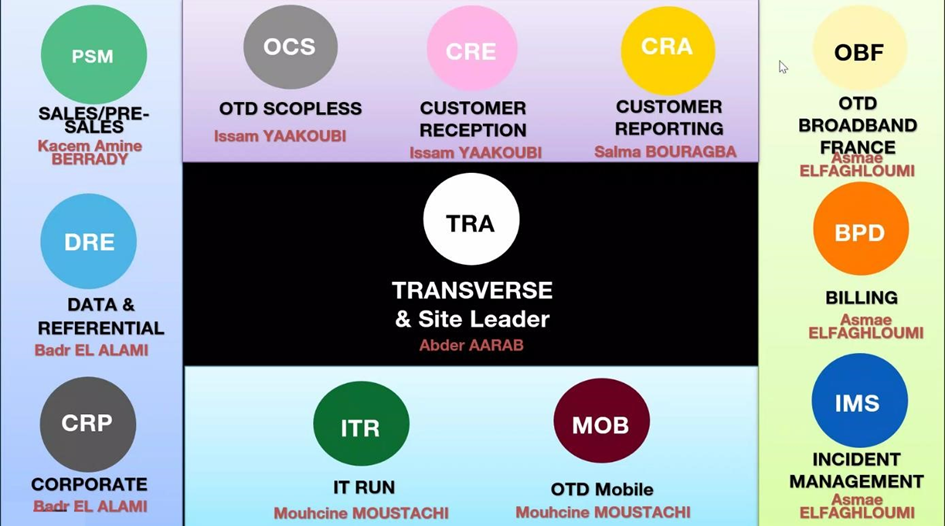 PSM
SALES/PRE-
SALES
Kacem Amine
BERRADY
OCS
OTD SCOPLESS
Issam YAAKOUBI
CRE
CUSTOMER
RECEPTION
Issam YAAKOUBI
CRA
CUSTOMER
REPORTING
Salma BOURAGBA
OBF
OTD
BROADBAND
FRANCE
Asmae
ELFAGHLOUMI
DRE
DATA &
REFERENTIAL
Badr EL ALAMI
TRA
TRANSVERSE
& Site Leader
Abder AARAB
BPD
BILLING
Asmae
ELFAGHLOUMI
CRP
CORPORATE
Badr EL ALAMI
ITR
IT RUN
Mouhcine MOUSTACHI
MOB
OTD Mobile
Mouhcine MOUSTACHI
IMS
INCIDENT
MANAGEMENT
Asmae
ELFAGHLOUMI